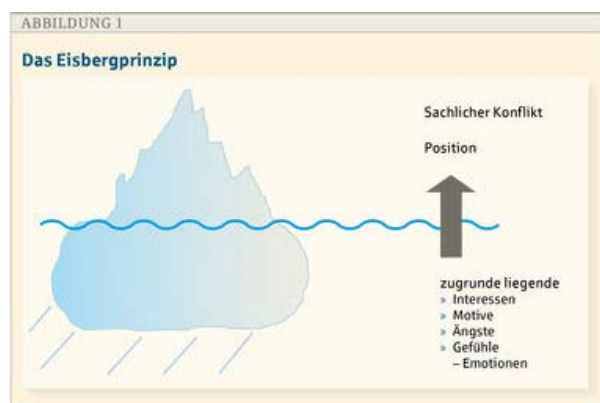 ABBILDUNG 1
Das Eisbergprinzip
Sachlicher Konflikt
Position
zugrunde liegende
» Interessen
» Motive
» Ängste
» Gefühle
– Emotionen